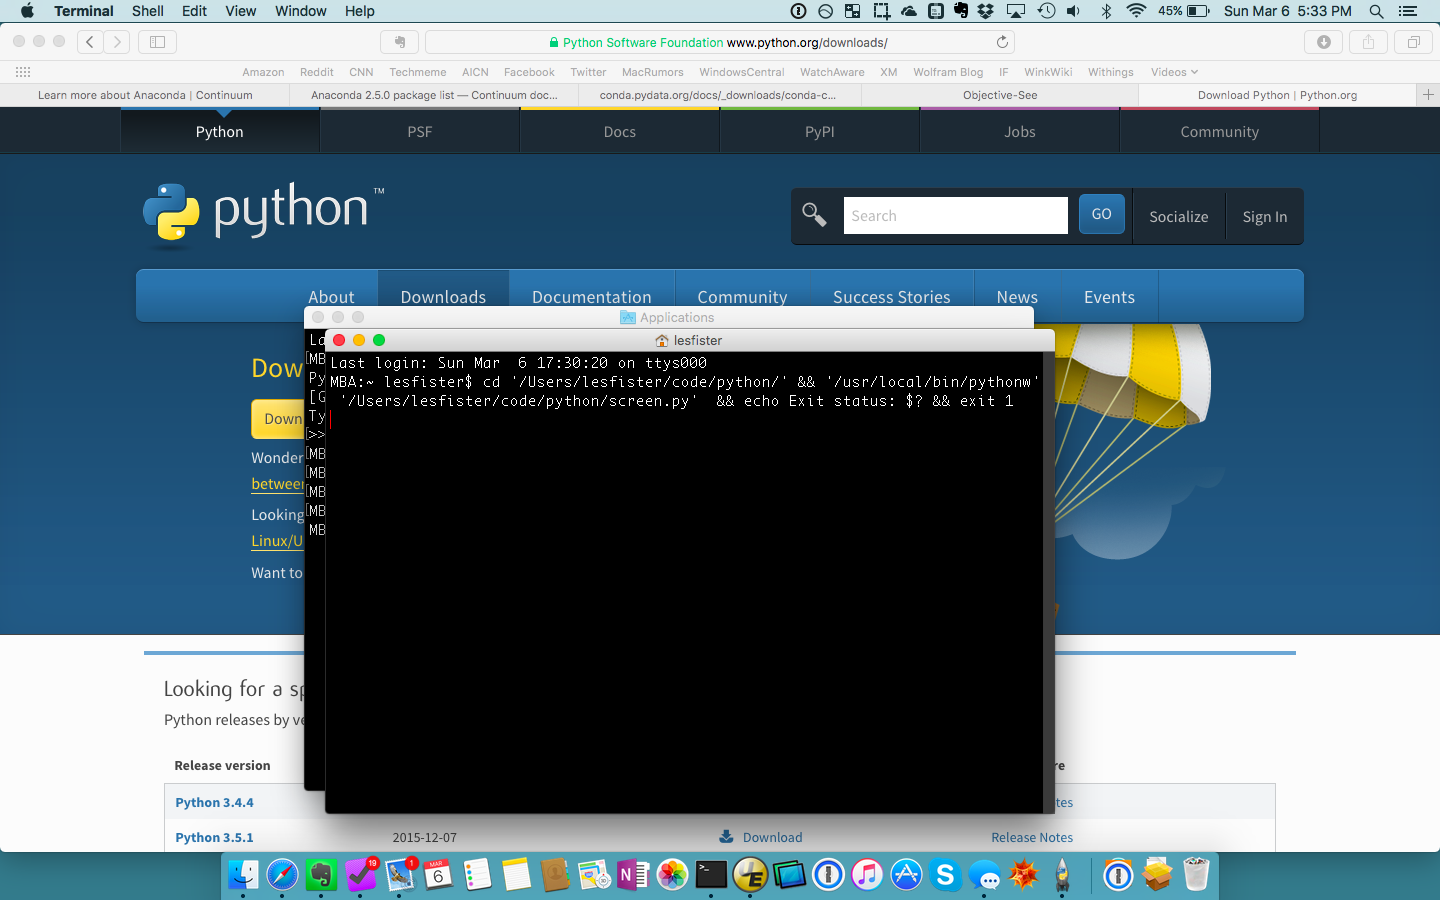 Terminal Shell Edit View Window Help 45% Sun Mar 6 5:33 PM
Python Software Foundation www.python.org/downloads/
Amazon Reddit CNN Techmeme AICN Facebook Twitter MacRumors WindowsCentral WatchAware XM Wolfram Blog IF WinkWiki Withings Videos
Learn more about Anaconda | Continuum Anaconda 2.5.0 package list — Continuum doc... conda.pydata.org/docs/_downloads/conda-c... Objective-See Download Python | Python.org
Python PSF Docs PyPI Jobs Community
python™
Search GO Socialize Sign In
About Downloads Documentation Community Success Stories News Events
Applications
lesfister
Last login: Sun Mar  6 17:30:20 on ttys000
MBA:~ lesfister$ cd '/Users/lesfister/code/python/' && '/usr/local/bin/pythonw'
'/Users/lesfister/code/python/screen.py'  && echo Exit status: $? && exit 1
La
[MB
Py
[G
Ty
[>>
[MB
[MB
[MB
[MB
MB
Dow
Down
Wonder
between
Looking
Linux/U
Want to
Looking for a sp
Python releases by ve
Release version re
Python 3.4.4 tes
Python 3.5.1 2015-12-07 Download Release Notes
19
1
MAR
6